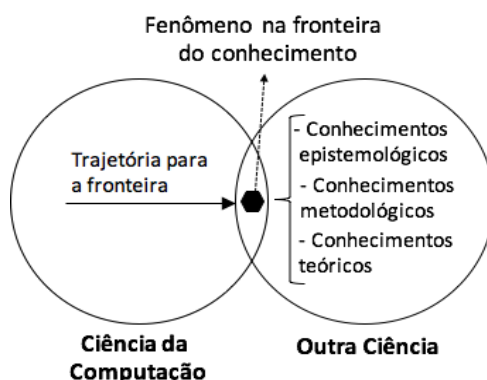 Fenômeno na fronteira
do conhecimento
Trajetória para
a fronteira
- Conhecimentos
epistemológicos
- Conhecimentos
metodológicos
- Conhecimentos
teóricos
Ciência da
Computação
Outra Ciência